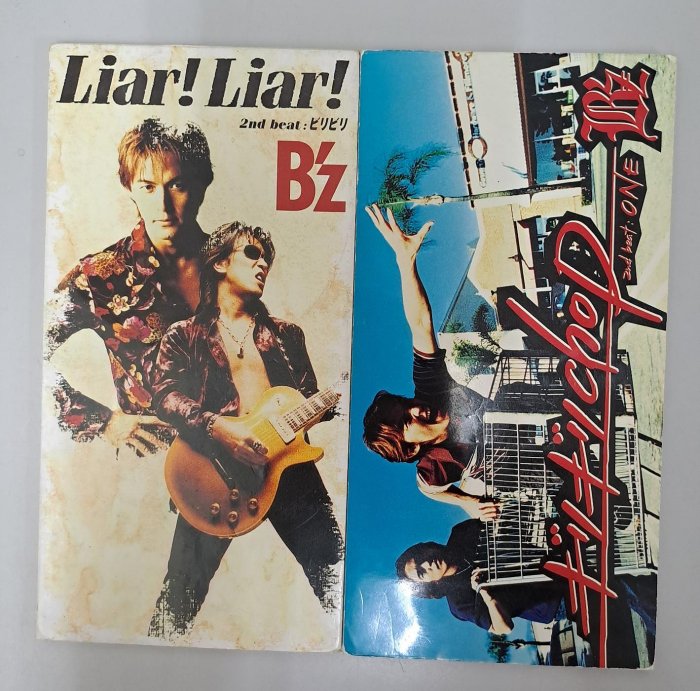 Liar! Liar!
2nd beat : ビリビリ
B'z
ギリギリchop
2nd beat: ONE